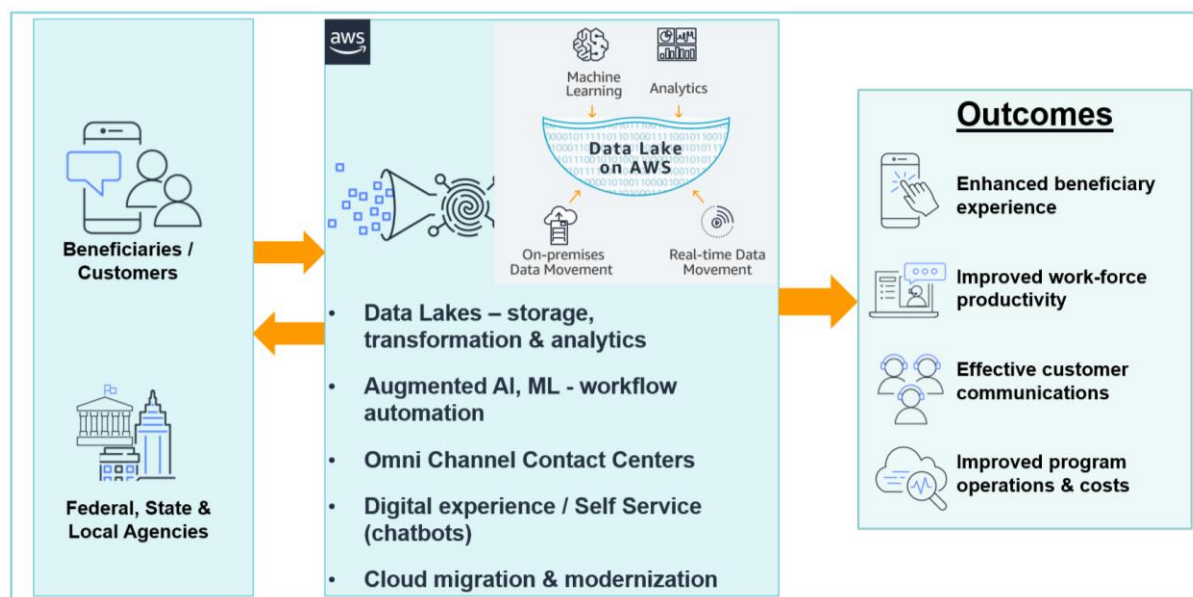 Beneficiaries /
Customers
Federal, State &
Local Agencies
aws
Machine
Learning
Analytics
Data Lake
on AWS
On-premises
Data Movement
Real-time Data
Movement
• Data Lakes – storage,
transformation & analytics
• Augmented AI, ML - workflow
automation
• Omni Channel Contact Centers
• Digital experience / Self Service
(chatbots)
• Cloud migration & modernization
Outcomes
Enhanced beneficiary
experience
Improved work-force
productivity
Effective customer
communications
Improved program
operations & costs